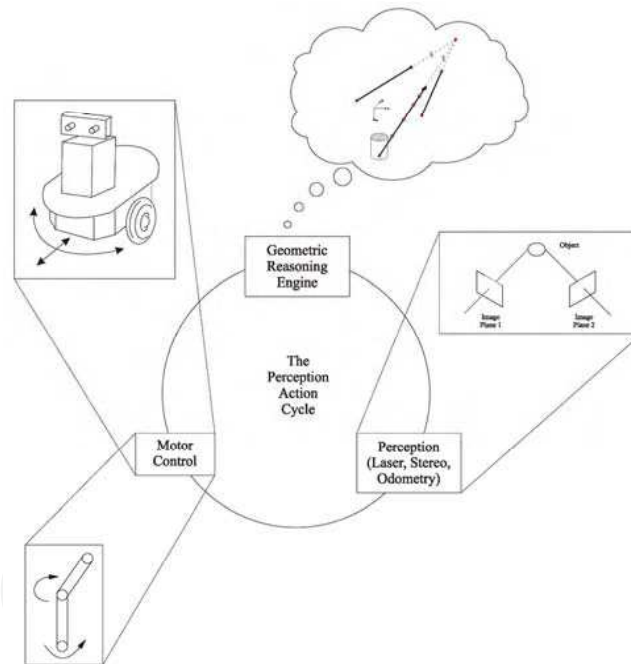 Geometric
Reasoning
Engine
Object
Image
Plane 1
Image
Plane 2
The
Perception
Action
Cycle
Motor
Control
Perception
(Laser, Stereo,
Odometry)